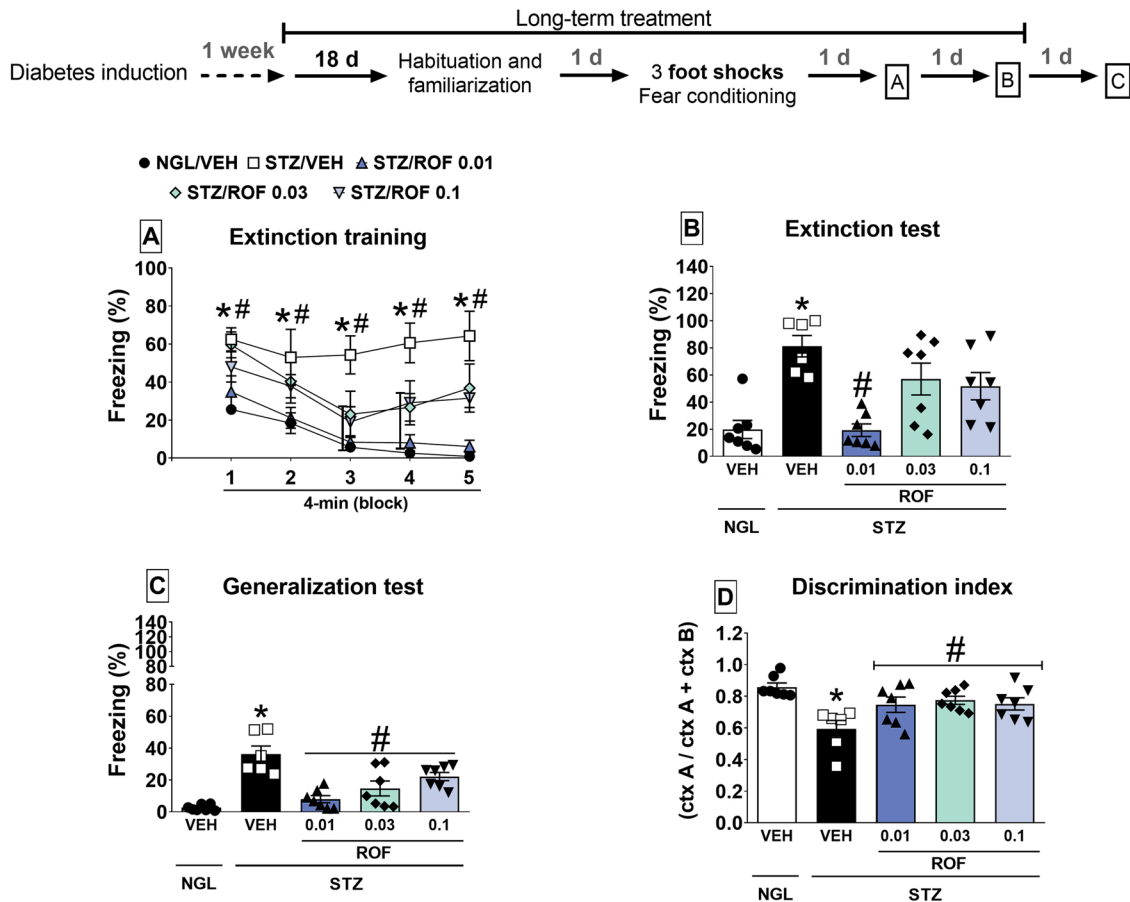 Long-term treatment
Diabetes induction
1 week
18 d
Habituation and
familiarization
1 d
3 foot shocks
Fear conditioning
1 d
A
1 d
B
1 d
C
NGL/VEH STZ/VEH STZ/ROF 0.01
STZ/ROF 0.03 STZ/ROF 0.1
A
Extinction training
Freezing (%)
100
80
60
40
20
0
*# *# *# *# *#
1 2 3 4 5
4-min (block)
B
Extinction test
Freezing (%)
140
120
100
80
60
40
20
0
*
#
VEH VEH 0.01 0.03 0.1
ROF
NGL STZ
C
Generalization test
Freezing (%)
140
120
100
80
80
60
40
20
0
*
#
VEH VEH 0.01 0.03 0.1
ROF
NGL STZ
D
Discrimination index
(ctx A / ctx A + ctx B)
1.2
1.0
0.8
0.6
0.4
0.2
0.0
*
#
VEH VEH 0.01 0.03 0.1
ROF
NGL STZ